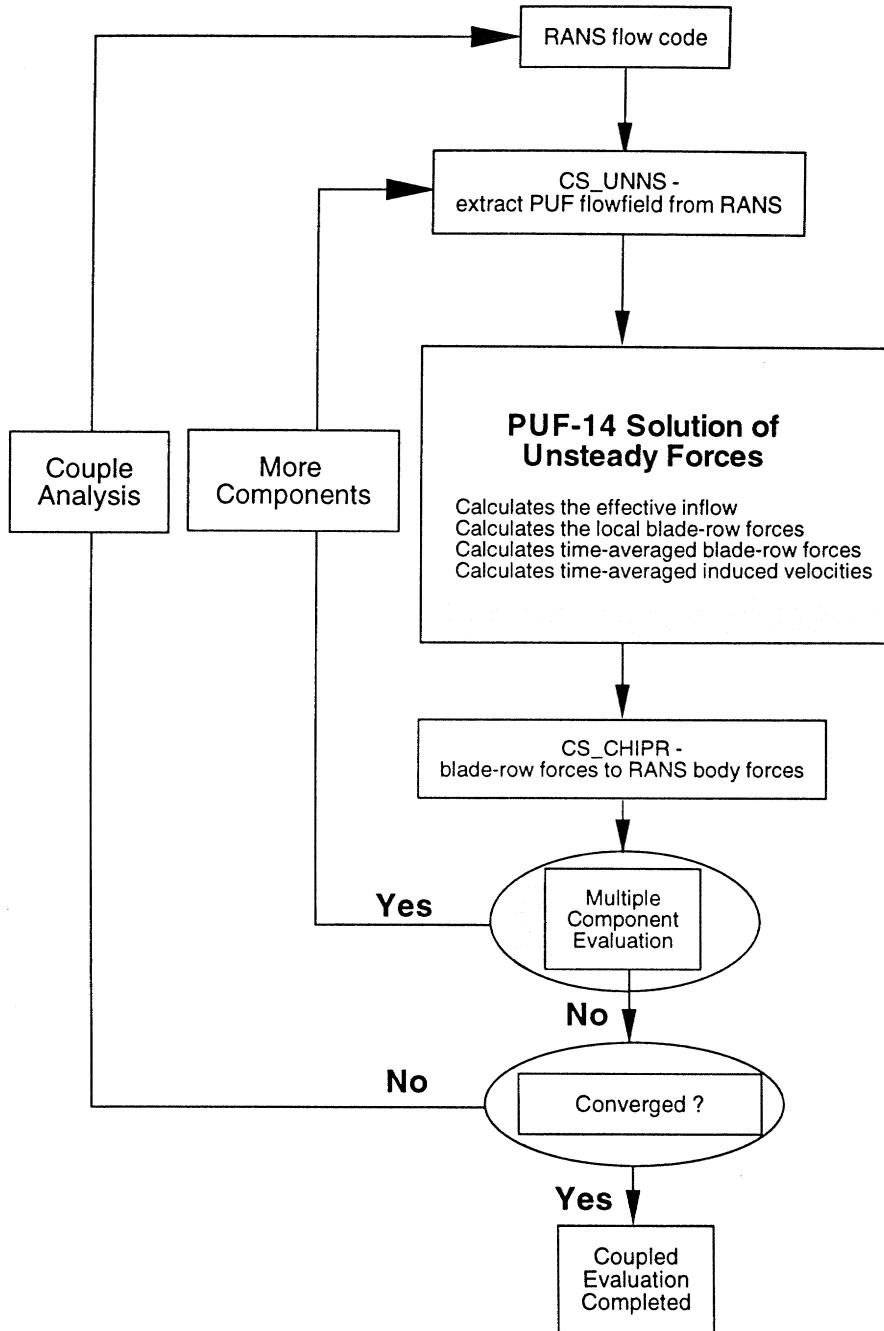 RANS flow code
CS_UNNS -
extract PUF flowfield from RANS
PUF-14 Solution of
Unsteady Forces
Calculates the effective inflow
Calculates the local blade-row forces
Calculates time-averaged blade-row forces
Calculates time-averaged induced velocities
Couple
Analysis
More
Components
CS_CHIPR -
blade-row forces to RANS body forces
Multiple
Component
Evaluation
Yes
No
Converged ?
No
Yes
Coupled
Evaluation
Completed